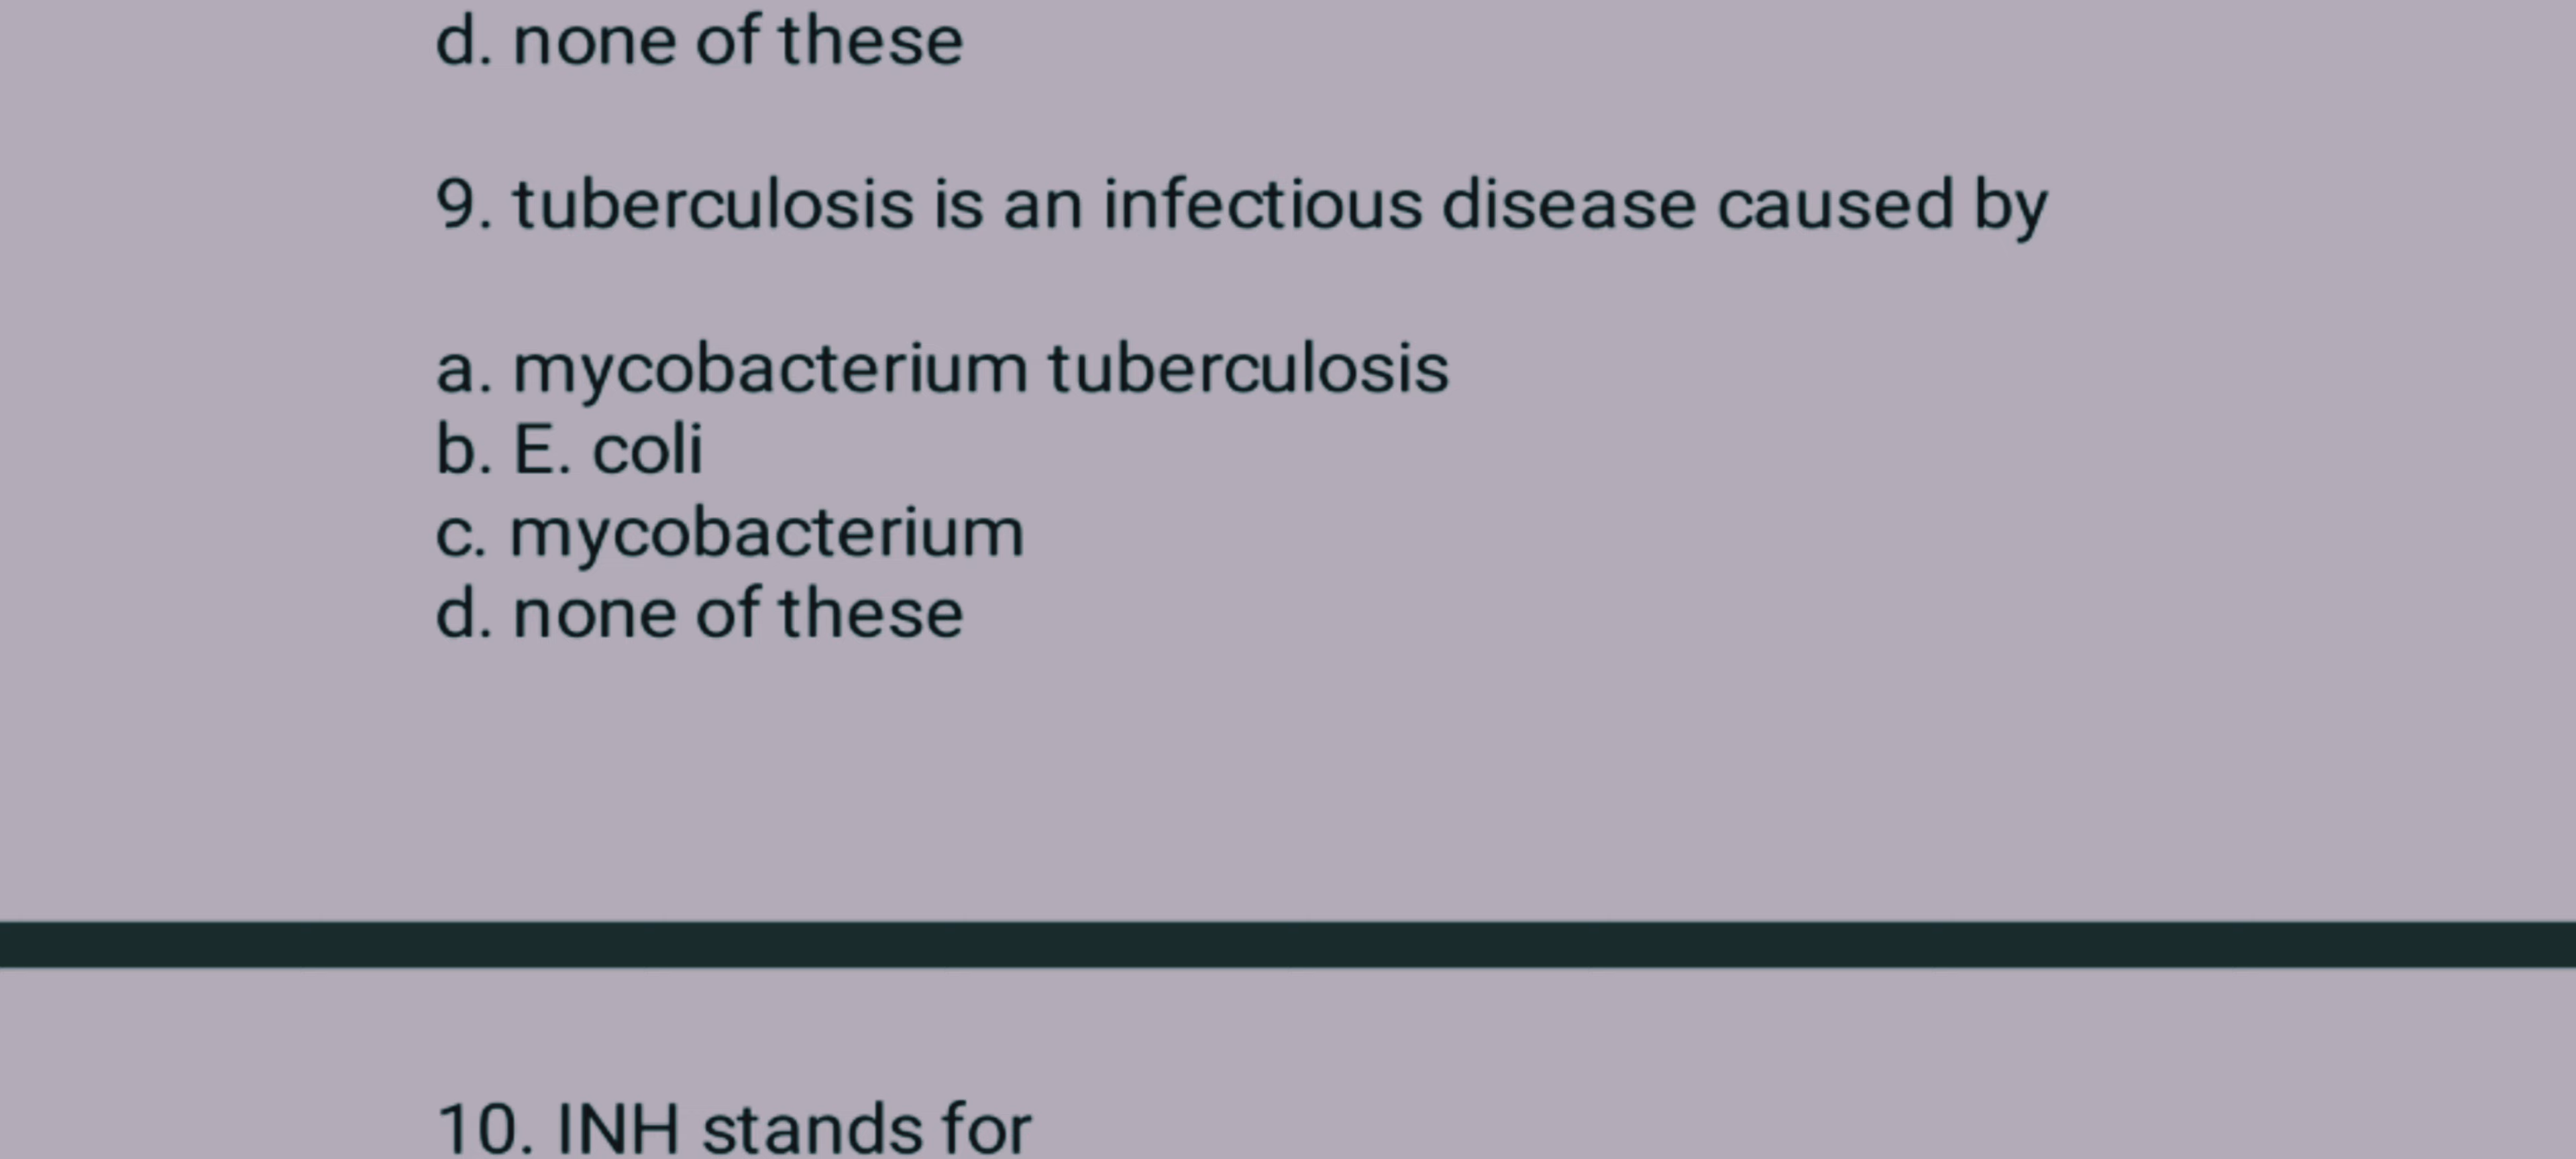 d. none of these
9. tuberculosis is an infectious disease caused by
a. mycobacterium tuberculosis
b. E. coli
c. mycobacterium
d. none of these
10. INH stands for